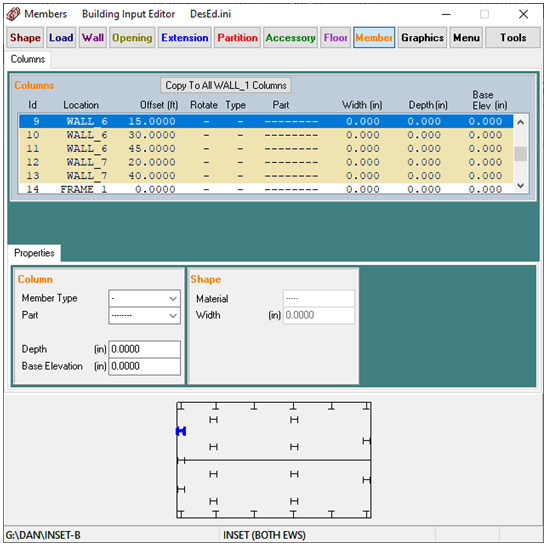 Members    Building Input Editor    DesEd.ini
Shape Load Wall Opening Extension Partition Accessory Floor Member Graphics Menu Tools
Columns
Columns Copy To All WALL_1 Columns
Id Location Offset (ft) Rotate Type Part Width (in) Depth (in) Base Elev (in)
9 WALL_6 15.0000 - - -------- 0.000 0.000 0.000
10 WALL_6 30.0000 - - -------- 0.000 0.000 0.000
11 WALL_6 45.0000 - - -------- 0.000 0.000 0.000
12 WALL_7 20.0000 - - -------- 0.000 0.000 0.000
13 WALL_7 40.0000 - - -------- 0.000 0.000 0.000
14 FRAME_1 0.0000 - - -------- 0.000 0.000 0.000
Properties
Column
Member Type -
Part --------
Depth (in) 0.0000
Base Elevation (in) 0.0000
Shape
Material -----
Width (in) 0.0000
G:\DAN\INSET-B INSET (BOTH EWS)